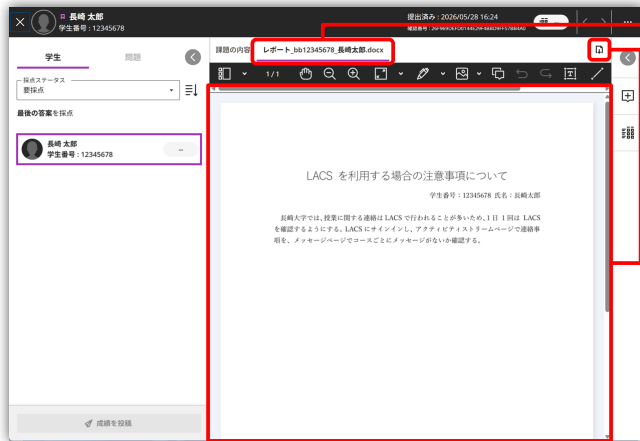 長崎 太郎
学生番号：12345678
提出済み：2026/05/28 16:24
学生
問題
採点ステータス
要採点
最後の答案を採点
長崎 太郎
学生番号：12345678
--
成績を投稿
課題の内容
レポート_bb12345678_長崎太郎.docx
1/1
LACS を利用する場合の注意事項について
学生番号：12345678 氏名：長崎太郎
長崎大学では、授業に関する連絡は LACS で行われることが多いため、1 日 1 回は LACS
を確認するようにする。LACS にサインインし、アクティビティストリームページで連絡事
項を、メッセージページでコースごとにメッセージがないか確認する。